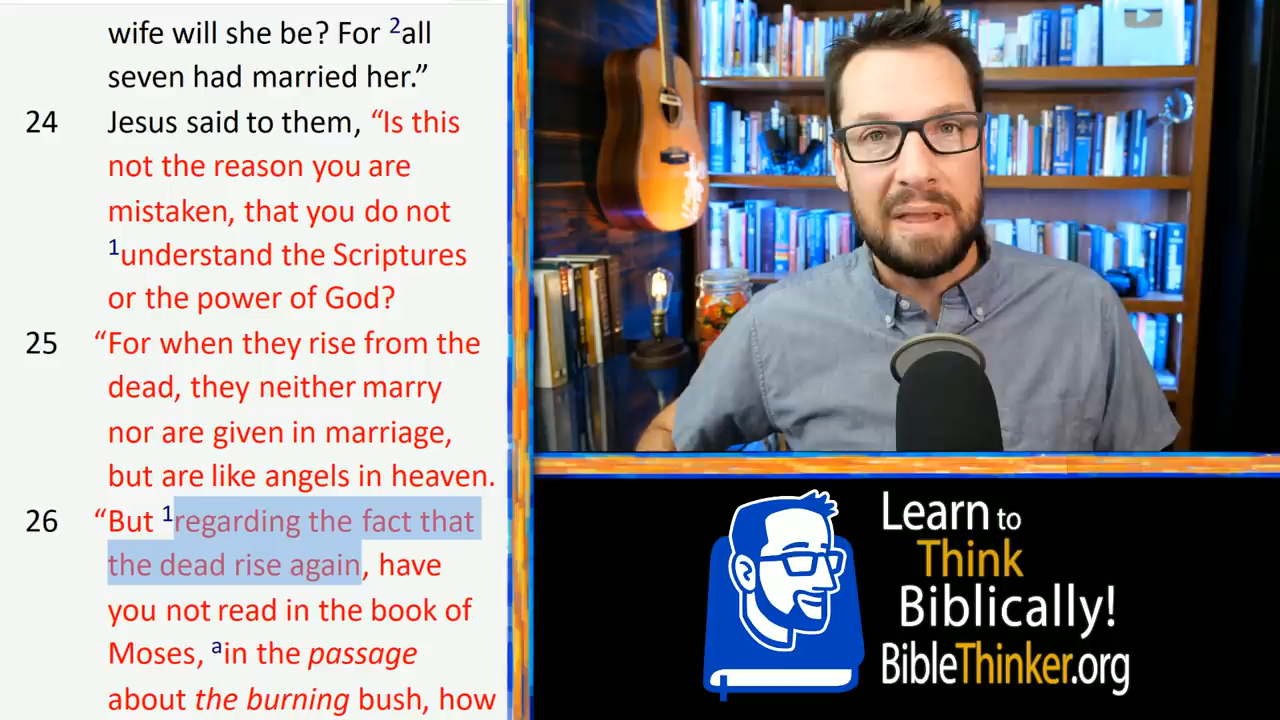 wife will she be? For 2all
seven had married her.”
24 Jesus said to them, “Is this
not the reason you are
mistaken, that you do not
1understand the Scriptures
or the power of God?
25 “For when they rise from the
dead, they neither marry
nor are given in marriage,
but are like angels in heaven.
26 “But 1regarding the fact that
the dead rise again, have
you not read in the book of
Moses, ain the passage
about the burning bush, how
Learn to
Think
Biblically!
BibleThinker.org